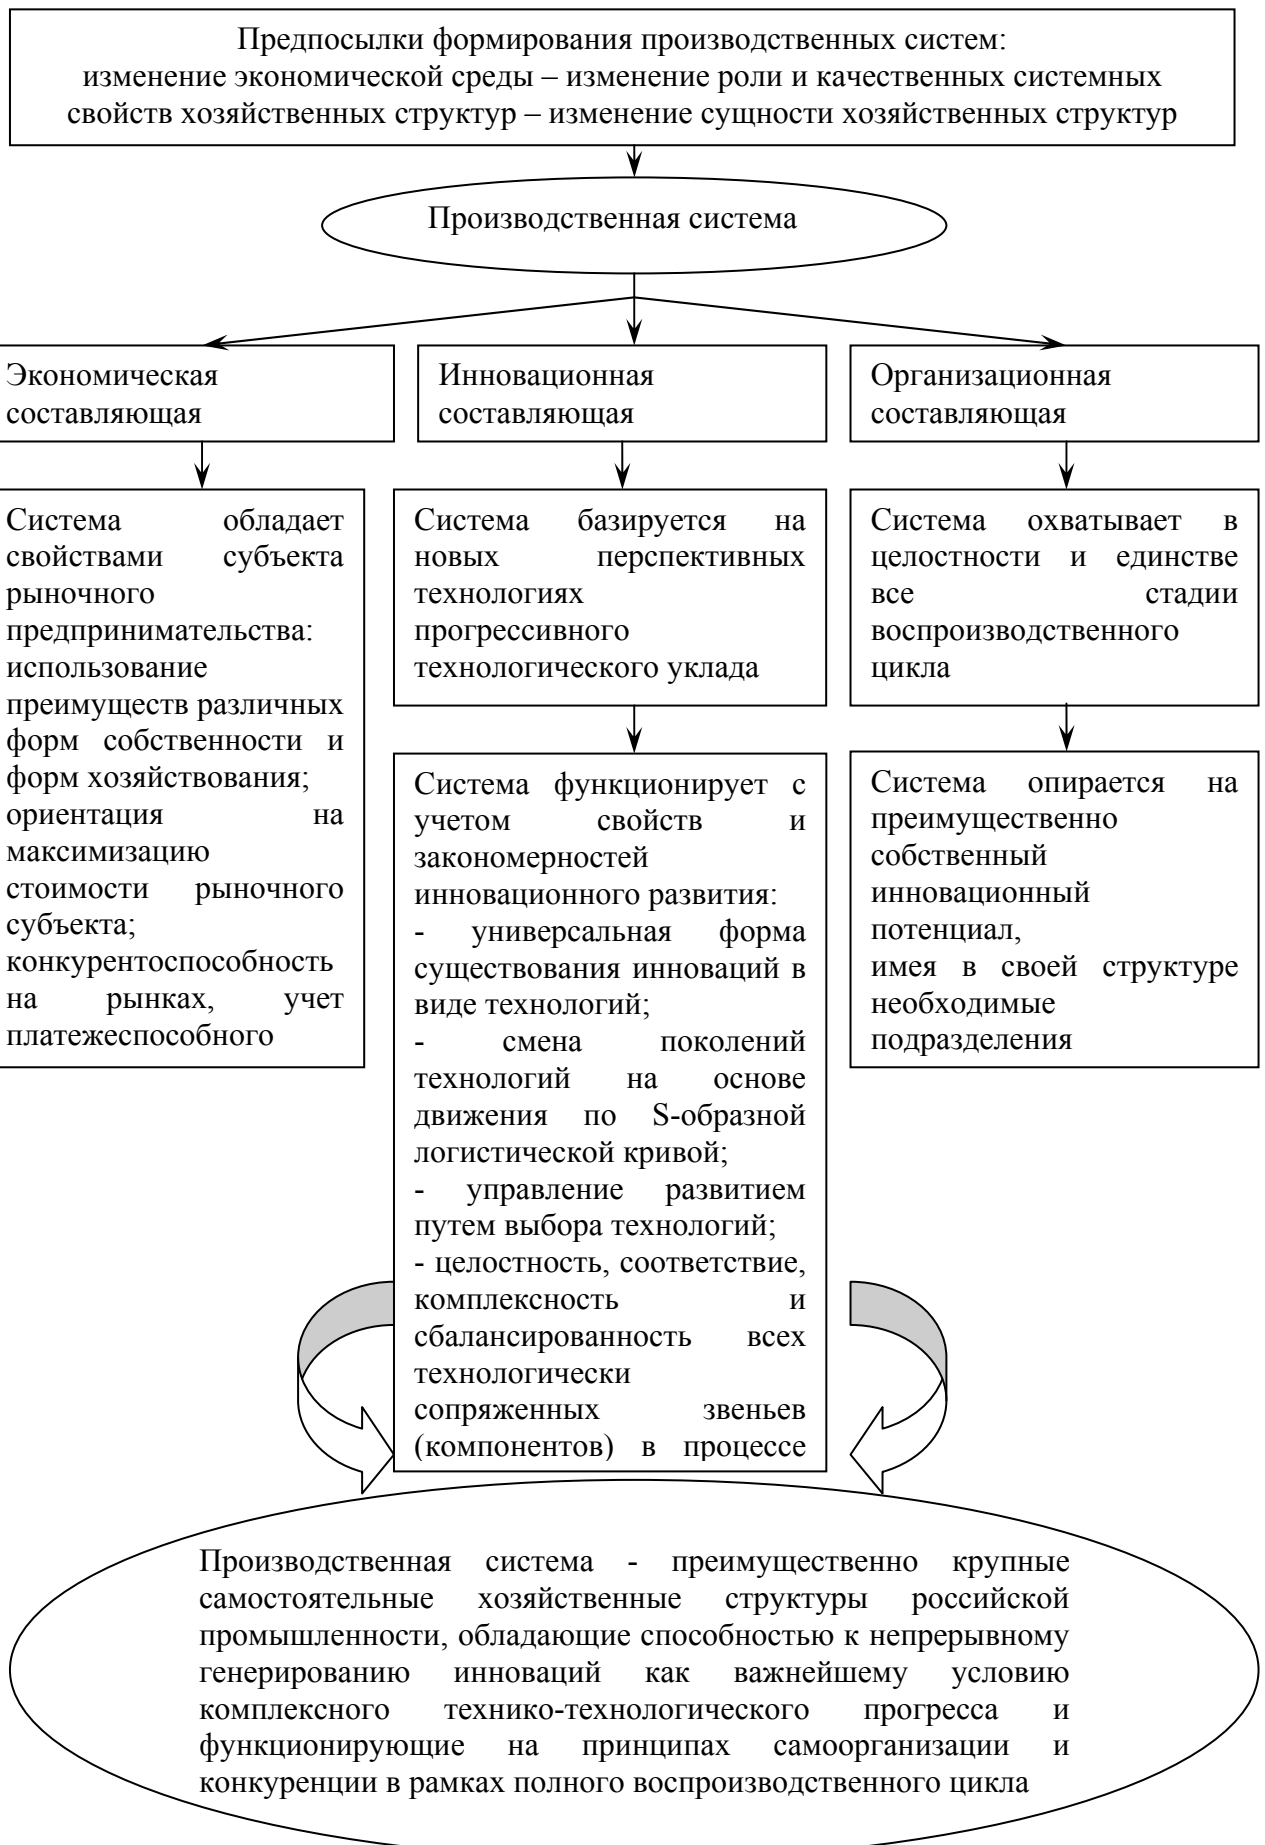 Предпосылки формирования производственных систем:
изменение экономической среды – изменение роли и качественных системных
свойств хозяйственных структур – изменение сущности хозяйственных структур
Производственная система
Экономическая
составляющая
Инновационная
составляющая
Организационная
составляющая
Система обладает
свойствами субъекта
рыночного
предпринимательства:
использование
преимуществ различных
форм собственности и
форм хозяйствования;
ориентация на
максимизацию
стоимости рыночного
субъекта;
конкурентоспособность
на рынках, учет
платежеспособного
Система базируется на
новых перспективных
технологиях
прогрессивного
технологического уклада
Система функционирует с
учетом свойств и
закономерностей
инновационного развития:
- универсальная форма
существования инноваций в
виде технологий;
- смена поколений
технологий на основе
движения по S-образной
логистической кривой;
- управление развитием
путем выбора технологий;
- целостность, соответствие,
комплексность и
сбалансированность всех
технологически
сопряженных звеньев
(компонентов) в процессе
Система охватывает в
целостности и единстве
все стадии
воспроизводственного
цикла
Система опирается на
преимущественно
собственный
инновационный
потенциал,
имея в своей структуре
необходимые
подразделения
Производственная система - преимущественно крупные
самостоятельные хозяйственные структуры российской
промышленности, обладающие способностью к непрерывному
генерированию инноваций как важнейшему условию
комплексного технико-технологического прогресса и
функционирующие на принципах самоорганизации и
конкуренции в рамках полного воспроизводственного цикла